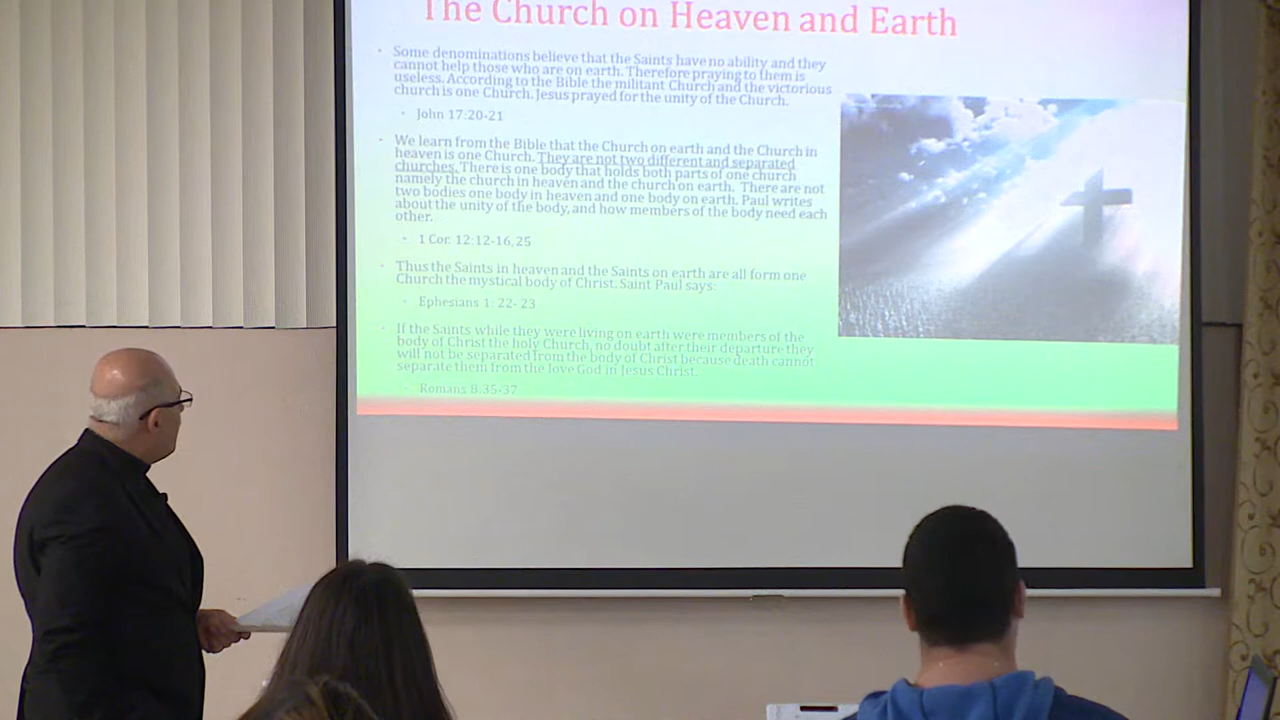 The Church on Heaven and Earth
Some denominations believe that the Saints have no ability and they
cannot help those who are on earth. Therefore praying to them is
useless. According to the Bible the militant Church and the victorious
church is one Church. Jesus prayed for the unity of the Church.
John 17:20-21
We learn from the Bible that the Church on earth and the Church in
heaven is one Church. They are not two different and separated
churches. There is one body that holds both parts of one church
namely the church in heaven and the church on earth. There are not
two bodies one body in heaven and one body on earth. Paul writes
about the unity of the body, and how members of the body need each
other.
1 Cor. 12:12-16,25
Thus the Saints in heaven and the Saints on earth are all form one
Church the mystical body of Christ. Saint Paul says:
Ephesians 1: 22- 23
If the Saints while they were living on earth were members of the
body of Christ the holy Church, no doubt after their departure they
will not be separated from the body of Christ because death cannot
separate them from the love God in Jesus Christ.
Romans 8:35-37